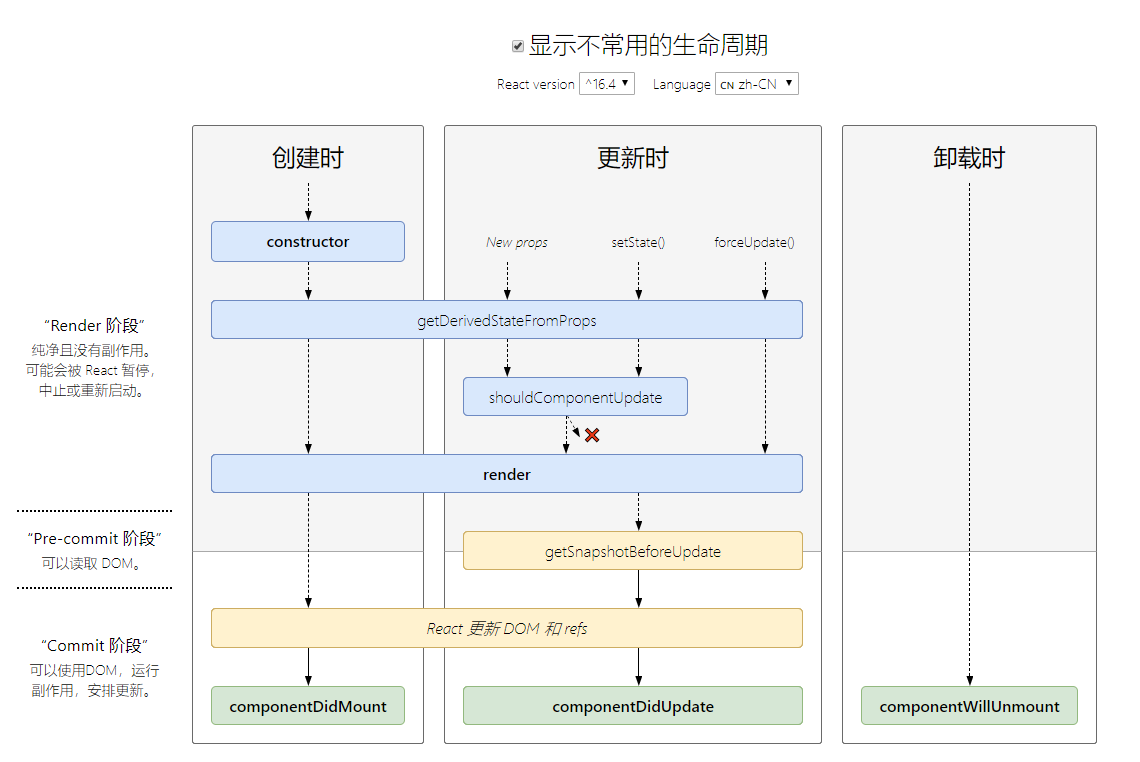 显示不常用的生命周期
React version ^16.4 Language CN zh-CN
创建时
更新时
卸载时
constructor
New props
setState()
forceUpdate()
getDerivedStateFromProps
“Render 阶段”
纯净且没有副作用。
可能会被 React 暂停，
中止或重新启动。
shouldComponentUpdate
render
“Pre-commit 阶段”
可以读取 DOM。
getSnapshotBeforeUpdate
React 更新 DOM 和 refs
“Commit 阶段”
可以使用DOM，运行
副作用，安排更新。
componentDidMount
componentDidUpdate
componentWillUnmount